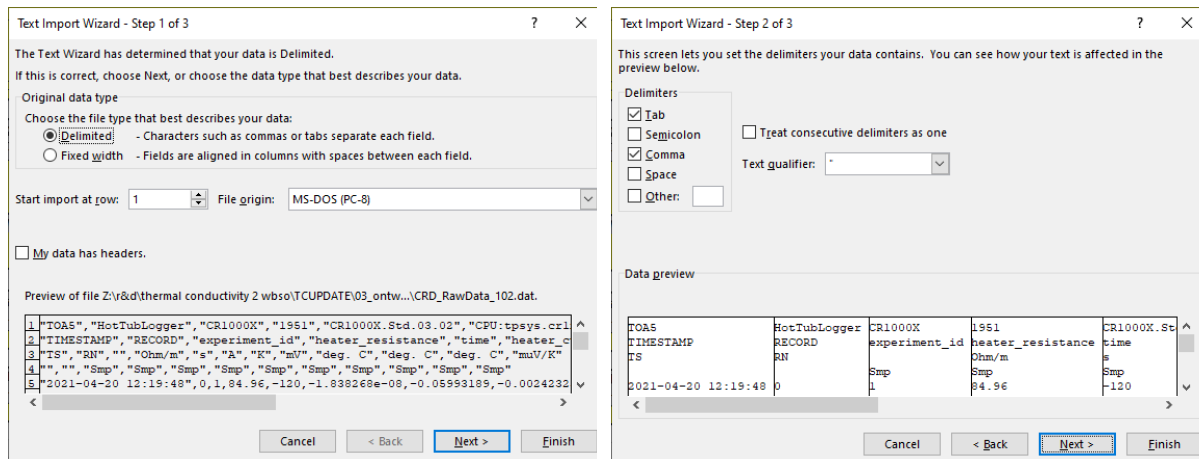 Text Import Wizard - Step 1 of 3
The Text Wizard has determined that your data is Delimited.
If this is correct, choose Next, or choose the data type that best describes your data.
Original data type
Choose the file type that best describes your data:
Delimited - Characters such as commas or tabs separate each field.
Fixed width - Fields are aligned in columns with spaces between each field.
Start import at row: 1 File origin: MS-DOS (PC-8)
My data has headers.
Preview of file Z:\r&d\thermal conductivity 2 wbso\TCUPDATE\03_ontw...\CRD_RawData_102.dat.
1 "TOA5","HotTubLogger","CR1000X","1951","CR1000X.Std.03.02","CPU:tpsys.cr1
2 "TIMESTAMP","RECORD","experiment_id","heater_resistance","time","heater_c
3 "TS","RN","","Ohm/m","s","A","K","mV","deg. C","deg. C","deg. C","muV/K"
4 "","","Smp","Smp","Smp","Smp","Smp","Smp","Smp","Smp","Smp","Smp"
5 "2021-04-20 12:19:48",0,1,84.96,-120,-1.838268e-08,-0.05993189,-0.0024232
Cancel < Back Next > Finish
Text Import Wizard - Step 2 of 3
This screen lets you set the delimiters your data contains. You can see how your text is affected in the
preview below.
Delimiters
Tab
Semicolon
Comma
Space
Other:
Treat consecutive delimiters as one
Text qualifier: "
Data preview
TOA5 HotTubLogger CR1000X 1951 CR1000X.St
TIMESTAMP RECORD experiment_id heater_resistance time
TS RN Ohm/m s
Smp Smp Smp
2021-04-20 12:19:48 0 1 84.96 -120
Cancel < Back Next > Finish